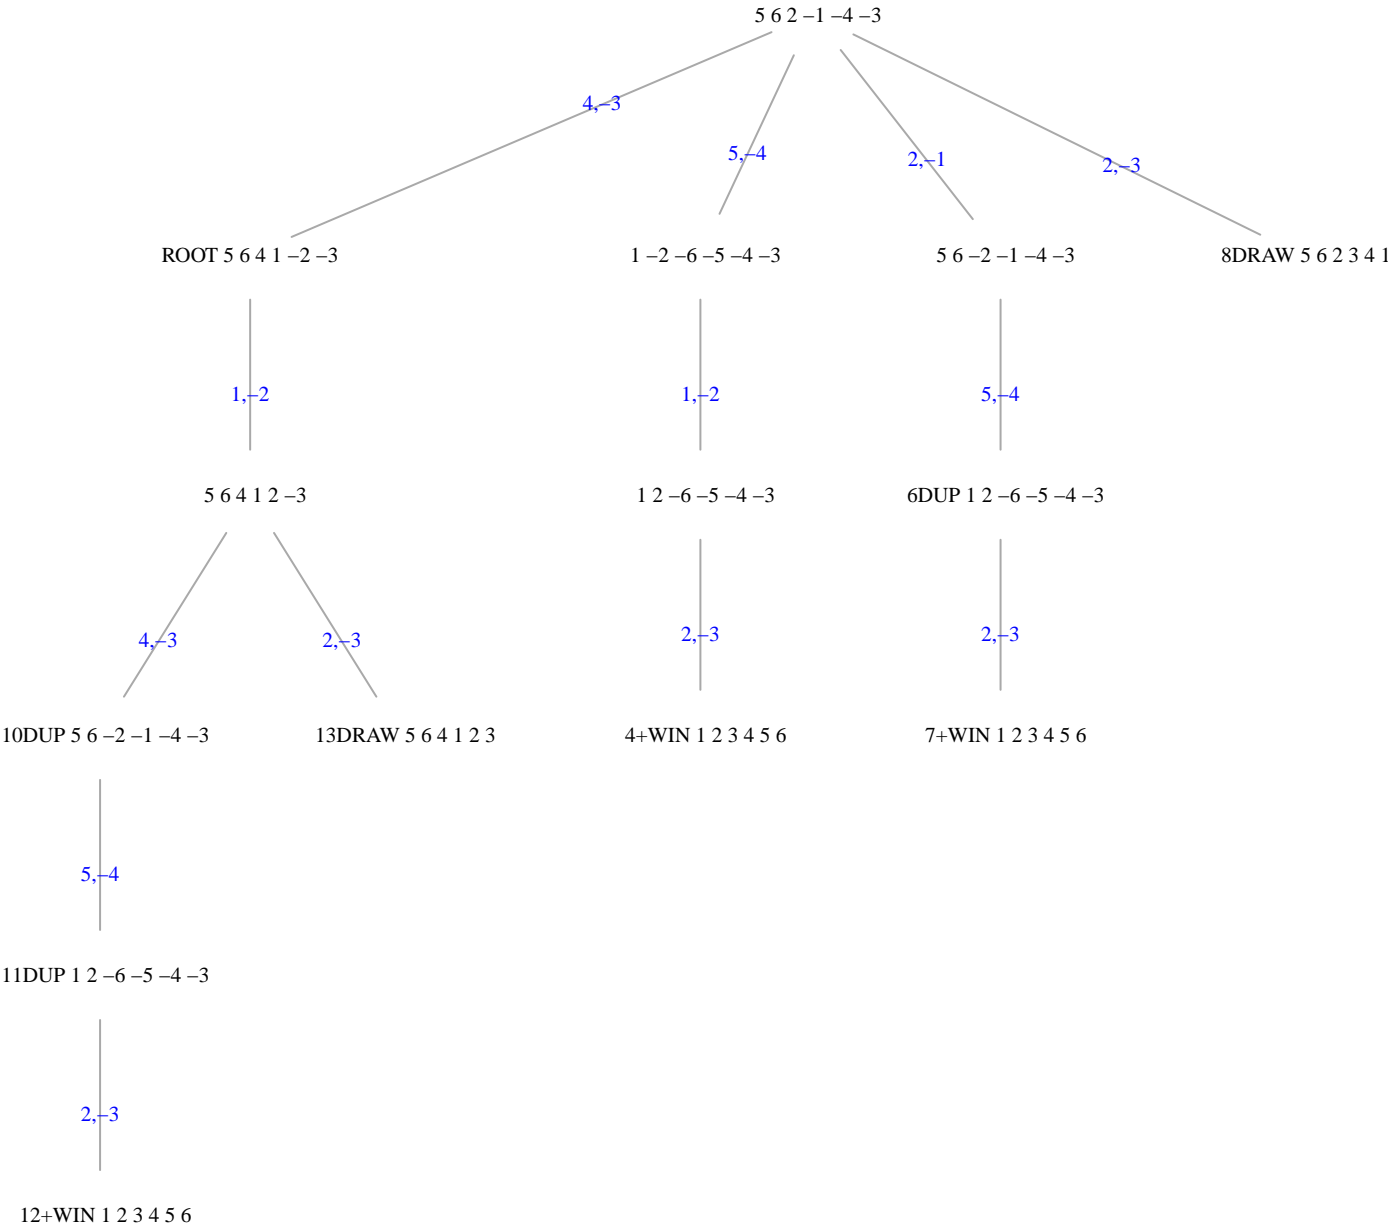 5 6 2 –1 –4 –3
4,–3
5,–4
2,–1
2,–3
ROOT 5 6 4 1 –2 –3
1 –2 –6 –5 –4 –3
5 6 –2 –1 –4 –3
8DRAW 5 6 2 3 4 1
1,–2
1,–2
5,–4
5 6 4 1 2 –3
1 2 –6 –5 –4 –3
6DUP 1 2 –6 –5 –4 –3
4,–3
2,–3
2,–3
2,–3
10DUP 5 6 –2 –1 –4 –3
13DRAW 5 6 4 1 2 3
4+WIN 1 2 3 4 5 6
7+WIN 1 2 3 4 5 6
5,–4
11DUP 1 2 –6 –5 –4 –3
2,–3
12+WIN 1 2 3 4 5 6